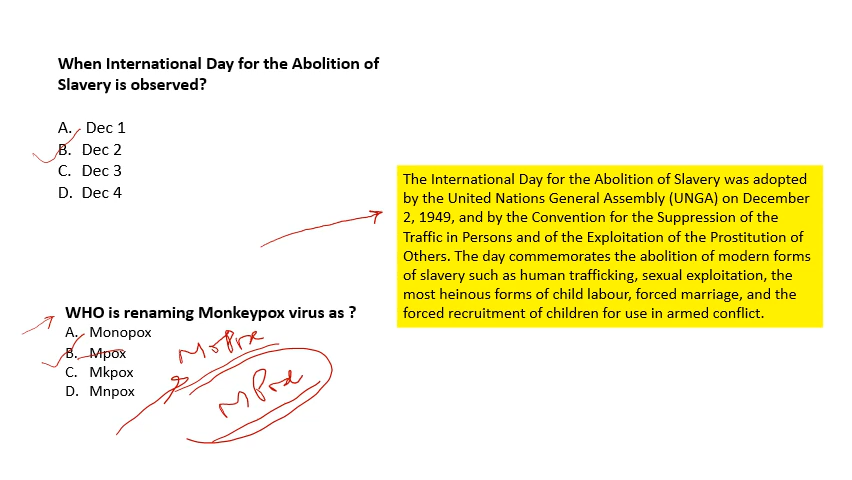 When International Day for the Abolition of
Slavery is observed?
A. Dec 1
B. Dec 2
C. Dec 3
D. Dec 4
The International Day for the Abolition of Slavery was adopted
by the United Nations General Assembly (UNGA) on December
2, 1949, and by the Convention for the Suppression of the
Traffic in Persons and of the Exploitation of the Prostitution of
Others. The day commemorates the abolition of modern forms
of slavery such as human trafficking, sexual exploitation, the
most heinous forms of child labour, forced marriage, and the
forced recruitment of children for use in armed conflict.
WHO is renaming Monkeypox virus as ?
A. Monopox
B. Mpox
C. Mkpox
D. Mnpox